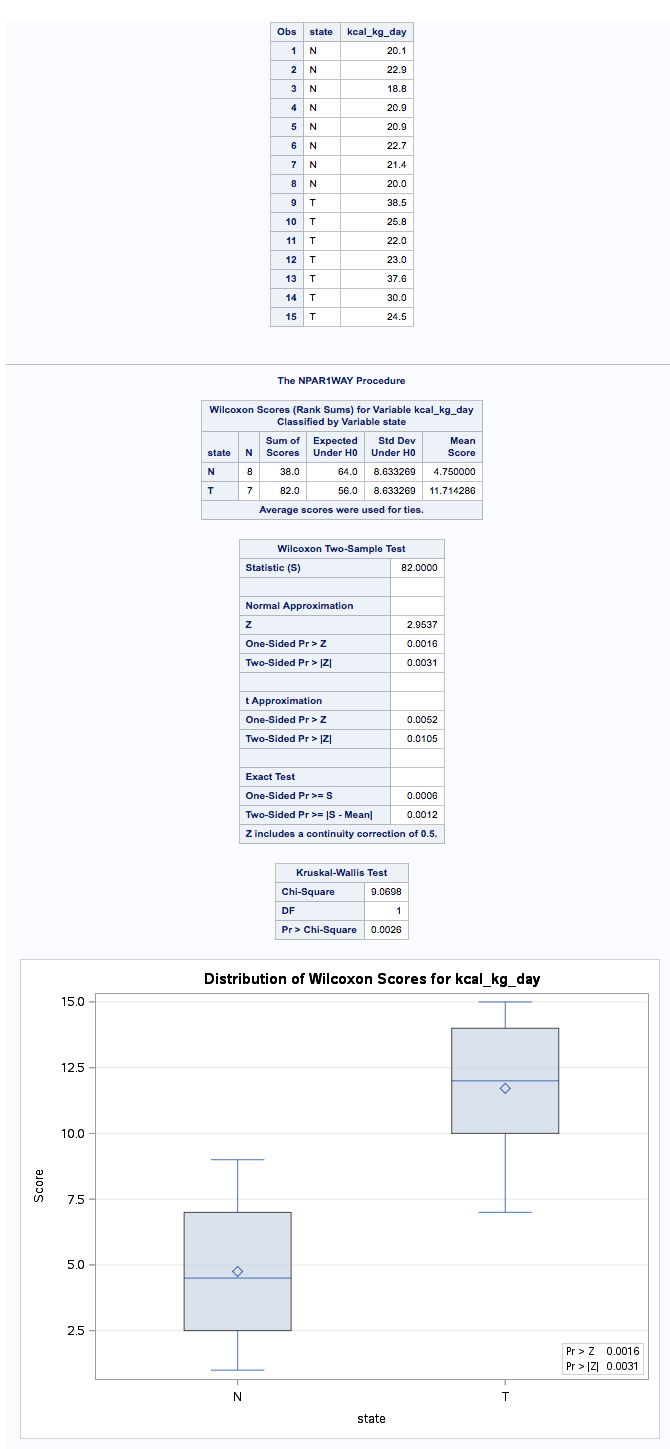 Obs state kcal_kg_day
1 N 20.1
2 N 22.9
3 N 18.8
4 N 20.9
5 N 20.9
6 N 22.7
7 N 21.4
8 N 20.0
9 T 38.5
10 T 25.8
11 T 22.0
12 T 23.0
13 T 37.6
14 T 30.0
15 T 24.5
The NPAR1WAY Procedure
Wilcoxon Scores (Rank Sums) for Variable kcal_kg_day
Classified by Variable state
state N Sum of Scores Expected Under H0 Std Dev Under H0 Mean Score
N 8 38.0 64.0 8.633269 4.750000
T 7 82.0 56.0 8.633269 11.714286
Average scores were used for ties.
Wilcoxon Two-Sample Test
Statistic (S) 82.0000
Normal Approximation
Z 2.9537
One-Sided Pr > Z 0.0016
Two-Sided Pr > |Z| 0.0031
t Approximation
One-Sided Pr > Z 0.0052
Two-Sided Pr > |Z| 0.0105
Exact Test
One-Sided Pr >= S 0.0006
Two-Sided Pr >= |S - Mean| 0.0012
Z includes a continuity correction of 0.5.
Kruskal-Wallis Test
Chi-Square 9.0698
DF 1
Pr > Chi-Square 0.0026
Distribution of Wilcoxon Scores for kcal_kg_day
15.0
12.5
10.0
7.5
5.0
2.5
Score
Pr > Z 0.0016
Pr > |Z| 0.0031
N T
state